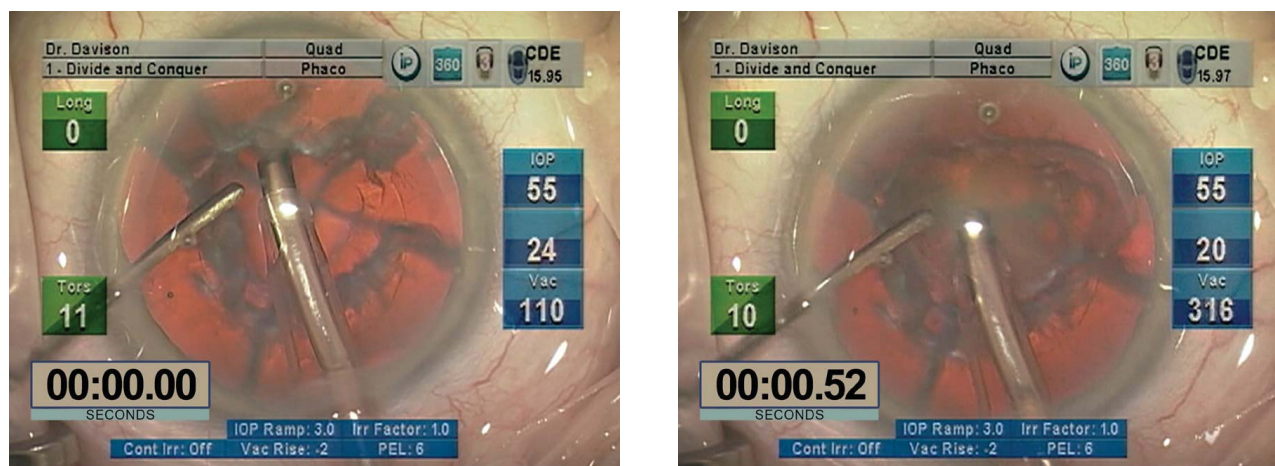 Dr. Davison Quad
1 - Divide and Conquer Phaco
iP 360 3 CDE
15.95
Long
0
IOP
55
24
Vac
110
Tors
11
00:00.00
SECONDS
IOP Ramp: 3.0 Irr Factor: 1.0
Cont Irr: Off Vac Rise: -2 PEL: 6
Dr. Davison Quad
1 - Divide and Conquer Phaco
iP 360 3 CDE
15.97
Long
0
IOP
55
20
Vac
316
Tors
10
00:00.52
SECONDS
IOP Ramp: 3.0 Irr Factor: 1.0
Cont Irr: Off Vac Rise: -2 PEL: 6